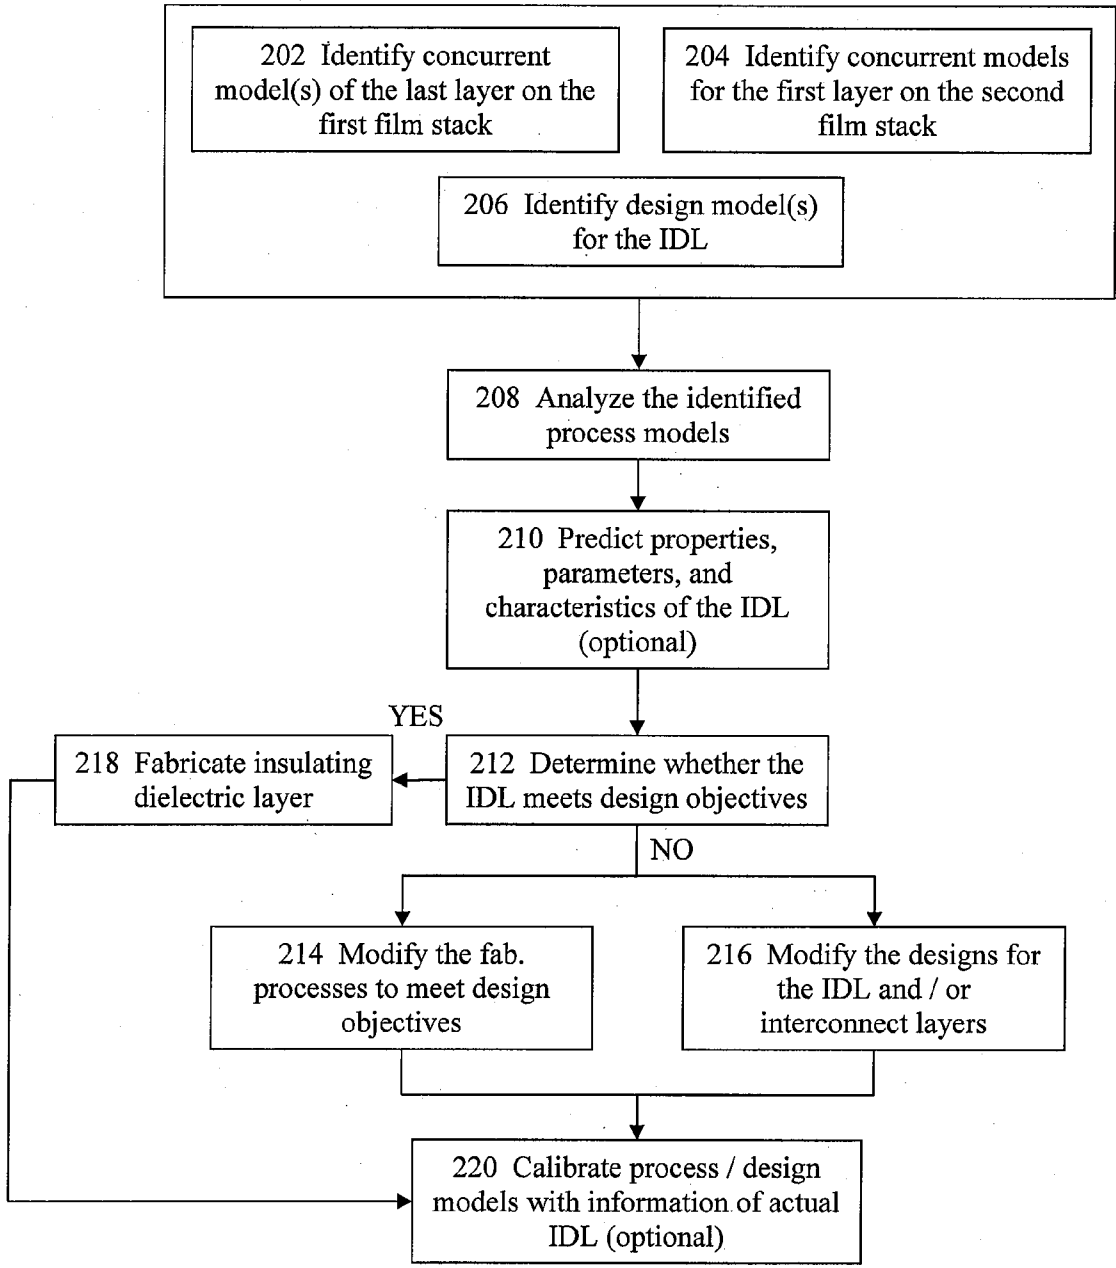 202 Identify concurrent
model(s) of the last layer on the
first film stack
204 Identify concurrent models
for the first layer on the second
film stack
206 Identify design model(s)
for the IDL
208 Analyze the identified
process models
210 Predict properties,
parameters, and
characteristics of the IDL
(optional)
YES
218 Fabricate insulating
dielectric layer
212 Determine whether the
IDL meets design objectives
NO
214 Modify the fab.
processes to meet design
objectives
216 Modify the designs for
the IDL and / or
interconnect layers
220 Calibrate process / design
models with information of actual
IDL (optional)